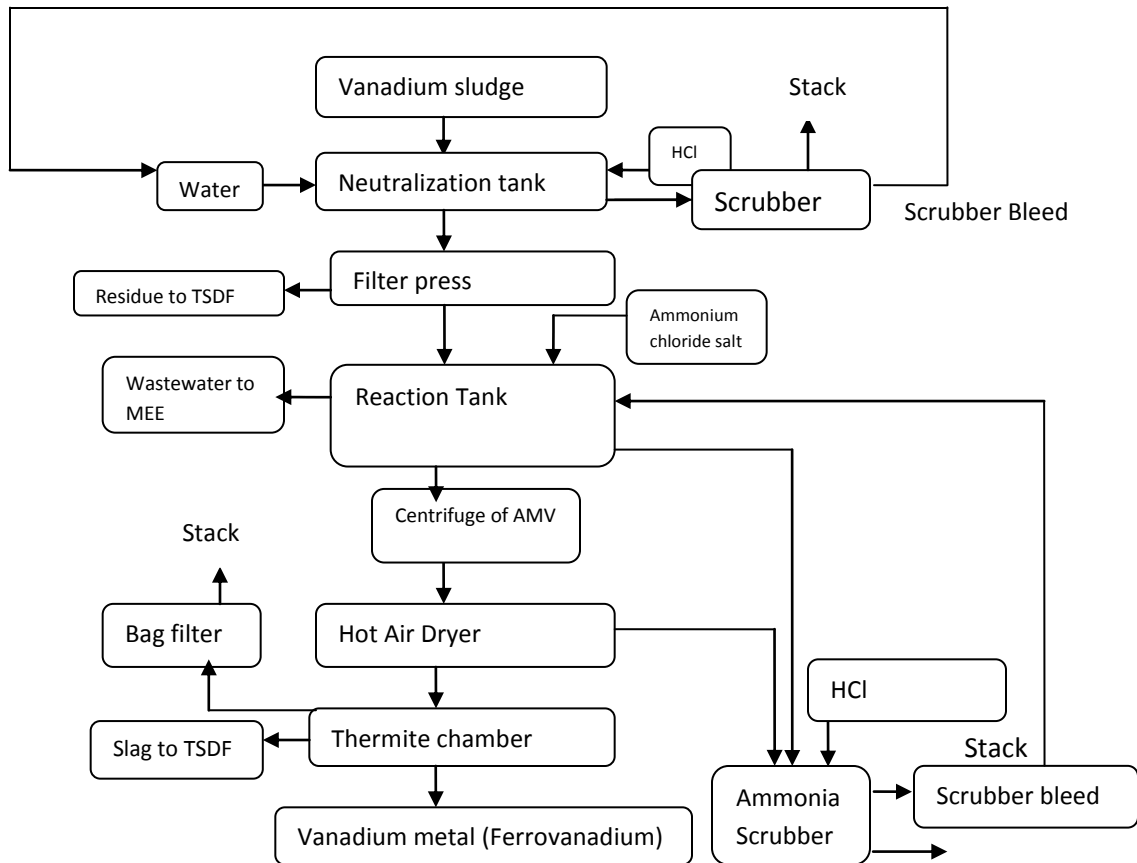 Vanadium sludge
Stack
HCl
Water
Neutralization tank
Scrubber
Scrubber Bleed
Filter press
Residue to TSDF
Ammonium
chloride salt
Wastewater to
MEE
Reaction Tank
Centrifuge of AMV
Stack
Bag filter
Hot Air Dryer
HCl
Slag to TSDF
Thermite chamber
Stack
Ammonia
Scrubber
Scrubber bleed
Vanadium metal (Ferrovanadium)